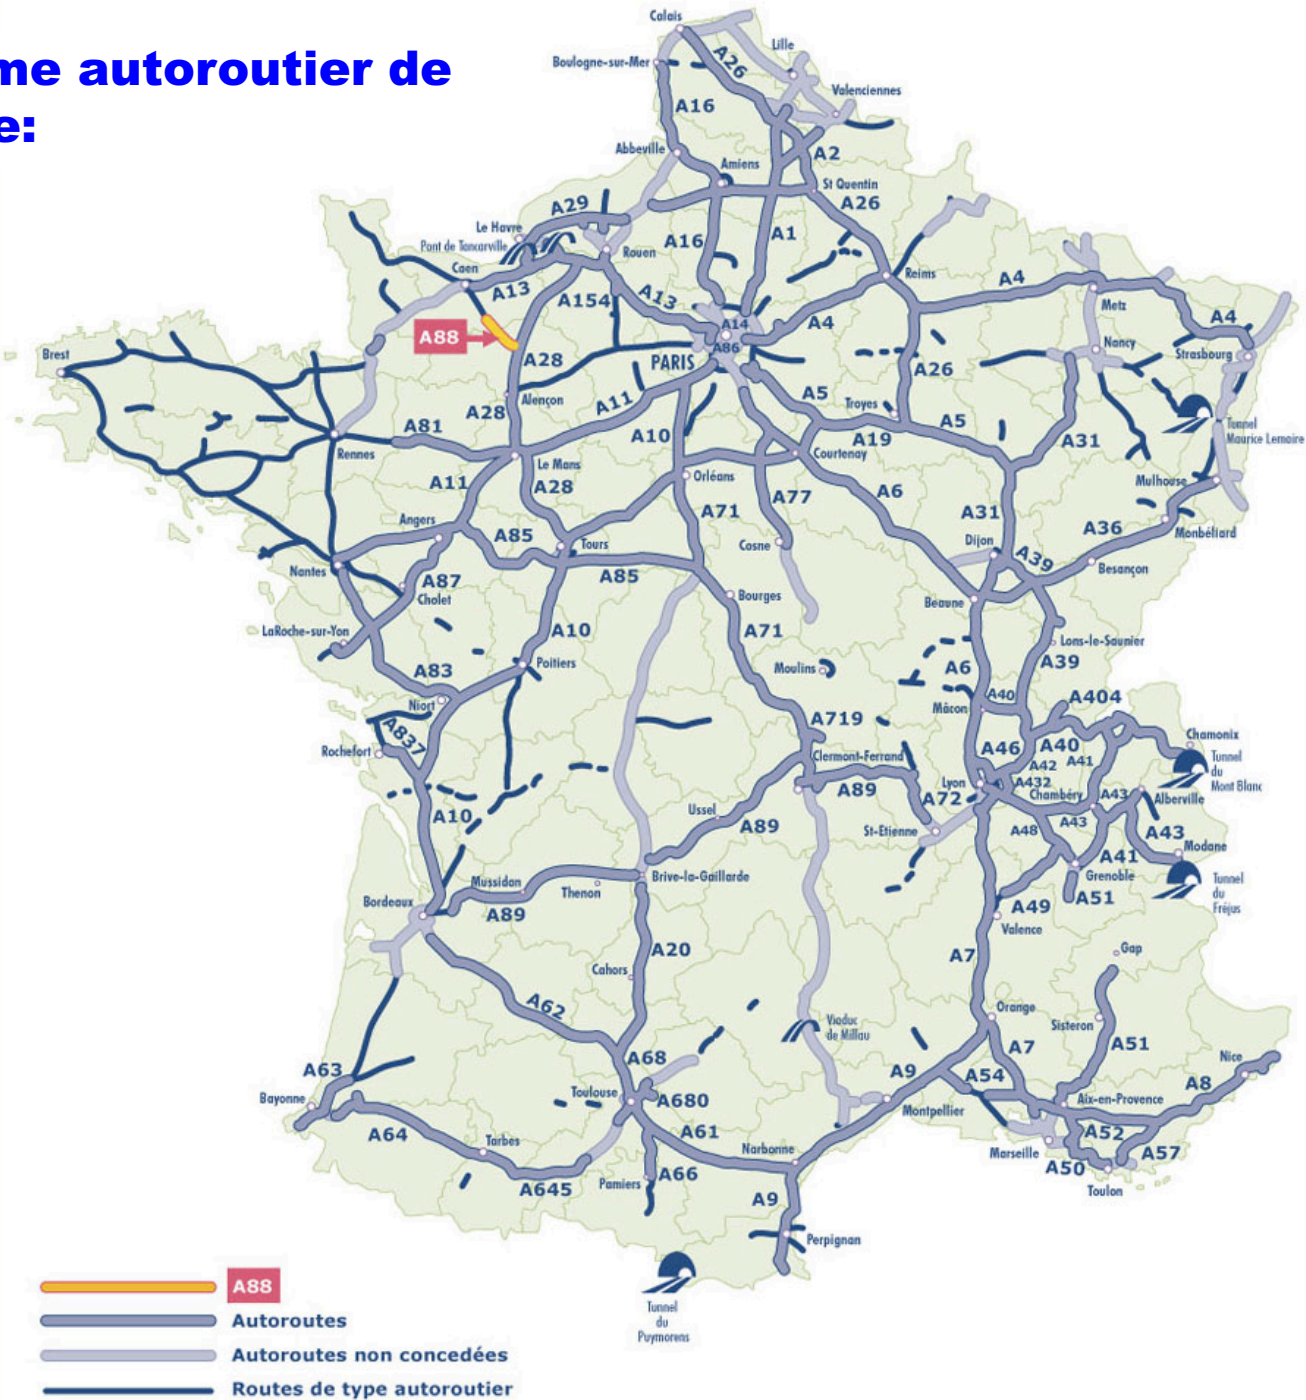 me autoroutier de
e:
Calais
Lille
Boulogne-sur-Mer
A26
Valenciennes
A16
Abbeville
A2
Amiens
St Quentin
A26
A29
Le Havre
Pont de Tancarville
Rouen
A16
A1
Caen
Reims
A13
A154
A13
A4
Metz
A4
A14
A86
A4
A88
Nancy
Strasbourg
Brest
A28
PARIS
A26
Alençon
A11
A5
Troyes
A28
A81
A10
A19
A5
A31
Tunnel
Maurice Lemaire
Rennes
Le Mans
Courtenay
A11
A28
Orléans
A77
A6
Mulhouse
Angers
A71
A31
A36
Monbéliard
A85
Tours
Cosne
Dijon
A39
Besançon
Nantes
A87
A85
Cholet
Bourges
Beaune
LaRoche-sur-Yon
A10
A71
Lons-le-Saunier
A83
Poitiers
Moulins
A6
A39
Niort
A40
A404
Mâcon
A837
A719
Rochefort
Clermont-Ferrand
A46
A40
Chamonix
A42
A41
Tunnel
du
Mont Blanc
Lyon
A432
A89
A72
Chambéry
A43
Alberville
A10
Ussel
A89
St-Etienne
A48
A43
A43
Modane
A41
Mussidan
Thenon
Brive-la-Gaillarde
Grenoble
Tunnel
du
Fréjus
Bordeaux
A89
A49
A51
Valence
A20
A7
Gap
Cahors
A62
Orange
Viaduc
de Millau
Sisteron
A51
A68
A7
Nice
A63
A9
A54
A8
Toulouse
Bayonne
A680
Montpellier
Aix-en-Provence
A64
A61
A52
Tarbes
Narbonne
Marseille
A57
A645
Pamiers
A66
A50
Toulon
A9
Perpignan
Tunnel
du
Puymorens
A88
Autoroutes
Autoroutes non concedées
Routes de type autoroutier